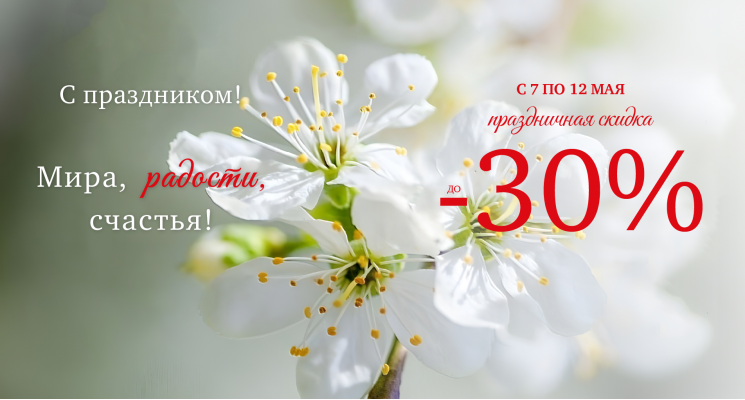 С праздником!
Мира, радости,
счастья!
С 7 ПО 12 МАЯ
праздничная скидка
ДО
-30%